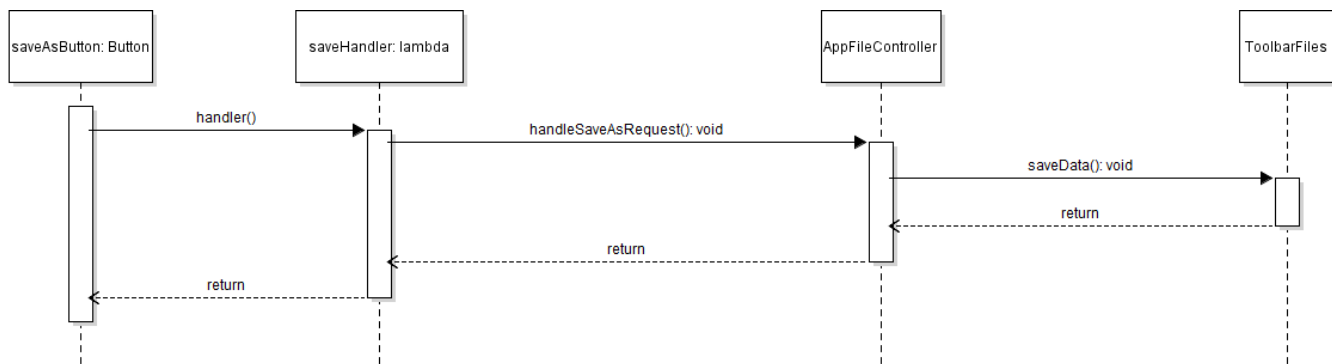 saveAsButton: Button
saveHandler: lambda
AppFileController
ToolbarFiles
handler()
handleSaveAsRequest(): void
saveData(): void
return
return
return